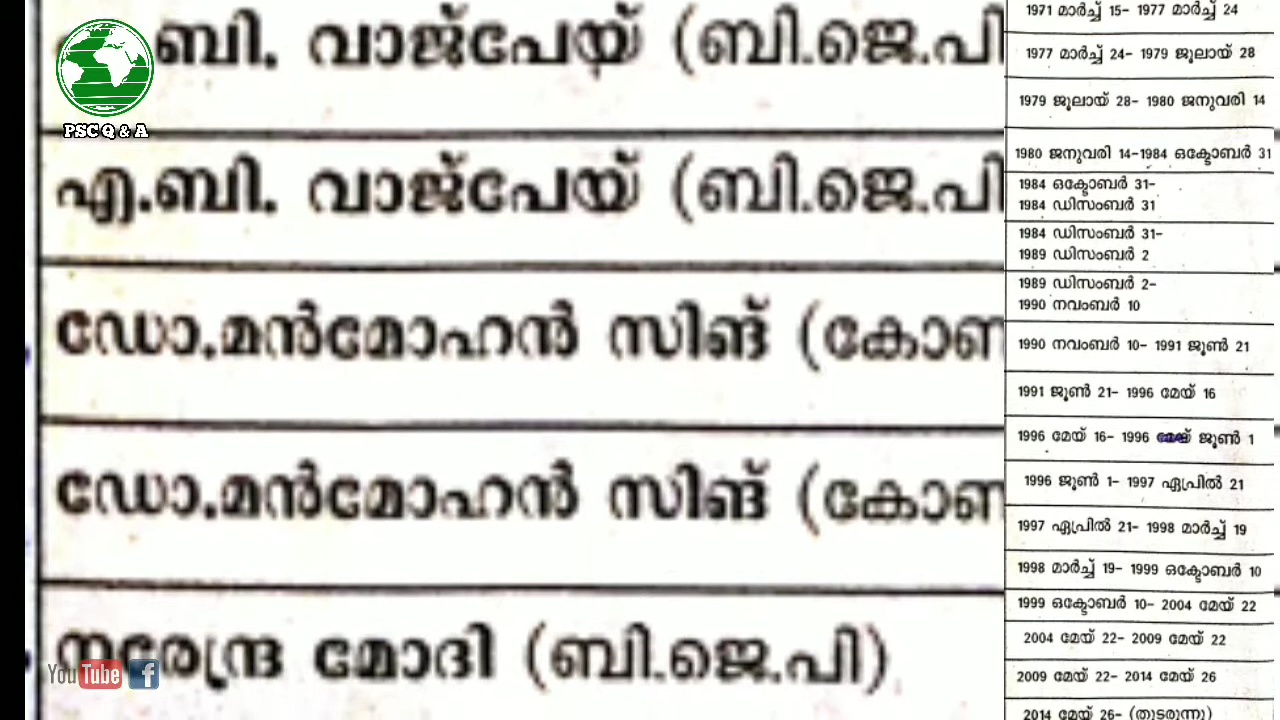 PSC Q & A
ബി. വാജ്പേയ് (ബി.ജെ.പി
എ.ബി. വാജ്പേയ് (ബി.ജെ.പി
ഡോ.മൻമോഹൻ സിങ് (കോൺ
ഡോ.മൻമോഹൻ സിങ് (കോൺ
നരേന്ദ്ര മോദി (ബി.ജെ.പി)
YouTube f
1971 മാർച്ച് 15- 1977 മാർച്ച് 24
1977 മാർച്ച് 24- 1979 ജൂലായ് 28
1979 ജൂലായ് 28- 1980 ജനുവരി 14
1980 ജനുവരി 14-1984 ഒക്ടോബർ 31
1984 ഒക്ടോബർ 31-
1984 ഡിസംബർ 31
1984 ഡിസംബർ 31-
1989 ഡിസംബർ 2
1989 ഡിസംബർ 2-
1990 നവംബർ 10
1990 നവംബർ 10- 1991 ജൂൺ 21
1991 ജൂൺ 21- 1996 മേയ് 16
1996 മേയ് 16- 1996 ജൂൺ 1
1996 ജൂൺ 1- 1997 ഏപ്രിൽ 21
1997 ഏപ്രിൽ 21- 1998 മാർച്ച് 19
1998 മാർച്ച് 19- 1999 ഒക്ടോബർ 10
1999 ഒക്ടോബർ 10- 2004 മേയ് 22
2004 മേയ് 22- 2009 മേയ് 22
2009 മേയ് 22- 2014 മേയ് 26
2014 മേയ് 26- (തുടരുന്നു)